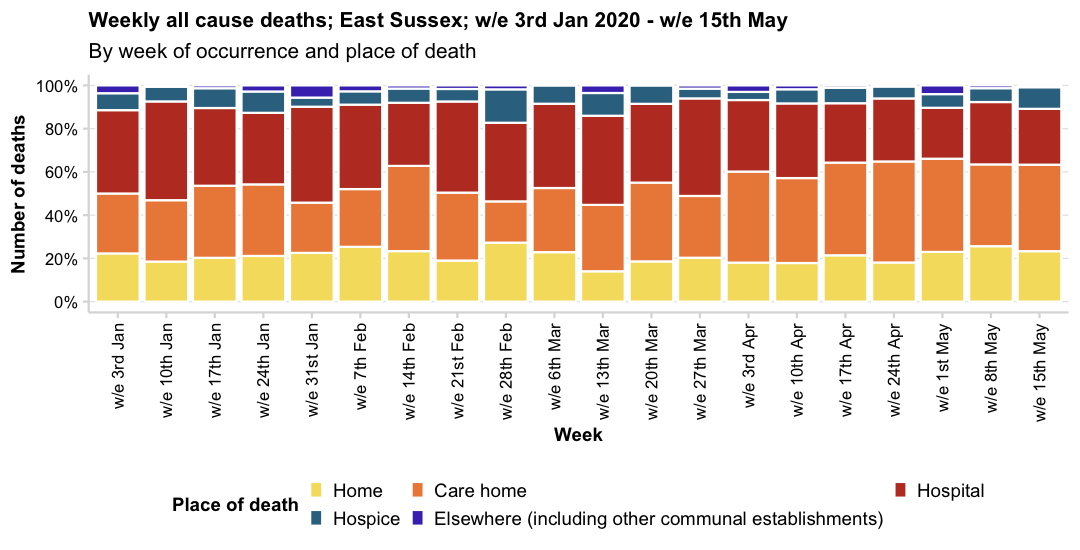 Weekly all cause deaths; East Sussex; w/e 3rd Jan 2020 - w/e 15th May
By week of occurrence and place of death
Number of deaths
100%
80%
60%
40%
20%
0%
w/e 3rd Jan
w/e 10th Jan
w/e 17th Jan
w/e 24th Jan
w/e 31st Jan
w/e 7th Feb
w/e 14th Feb
w/e 21st Feb
w/e 28th Feb
w/e 6th Mar
w/e 13th Mar
w/e 20th Mar
w/e 27th Mar
w/e 3rd Apr
w/e 10th Apr
w/e 17th Apr
w/e 24th Apr
w/e 1st May
w/e 8th May
w/e 15th May
Week
Place of death
Home
Care home
Hospital
Hospice
Elsewhere (including other communal establishments)